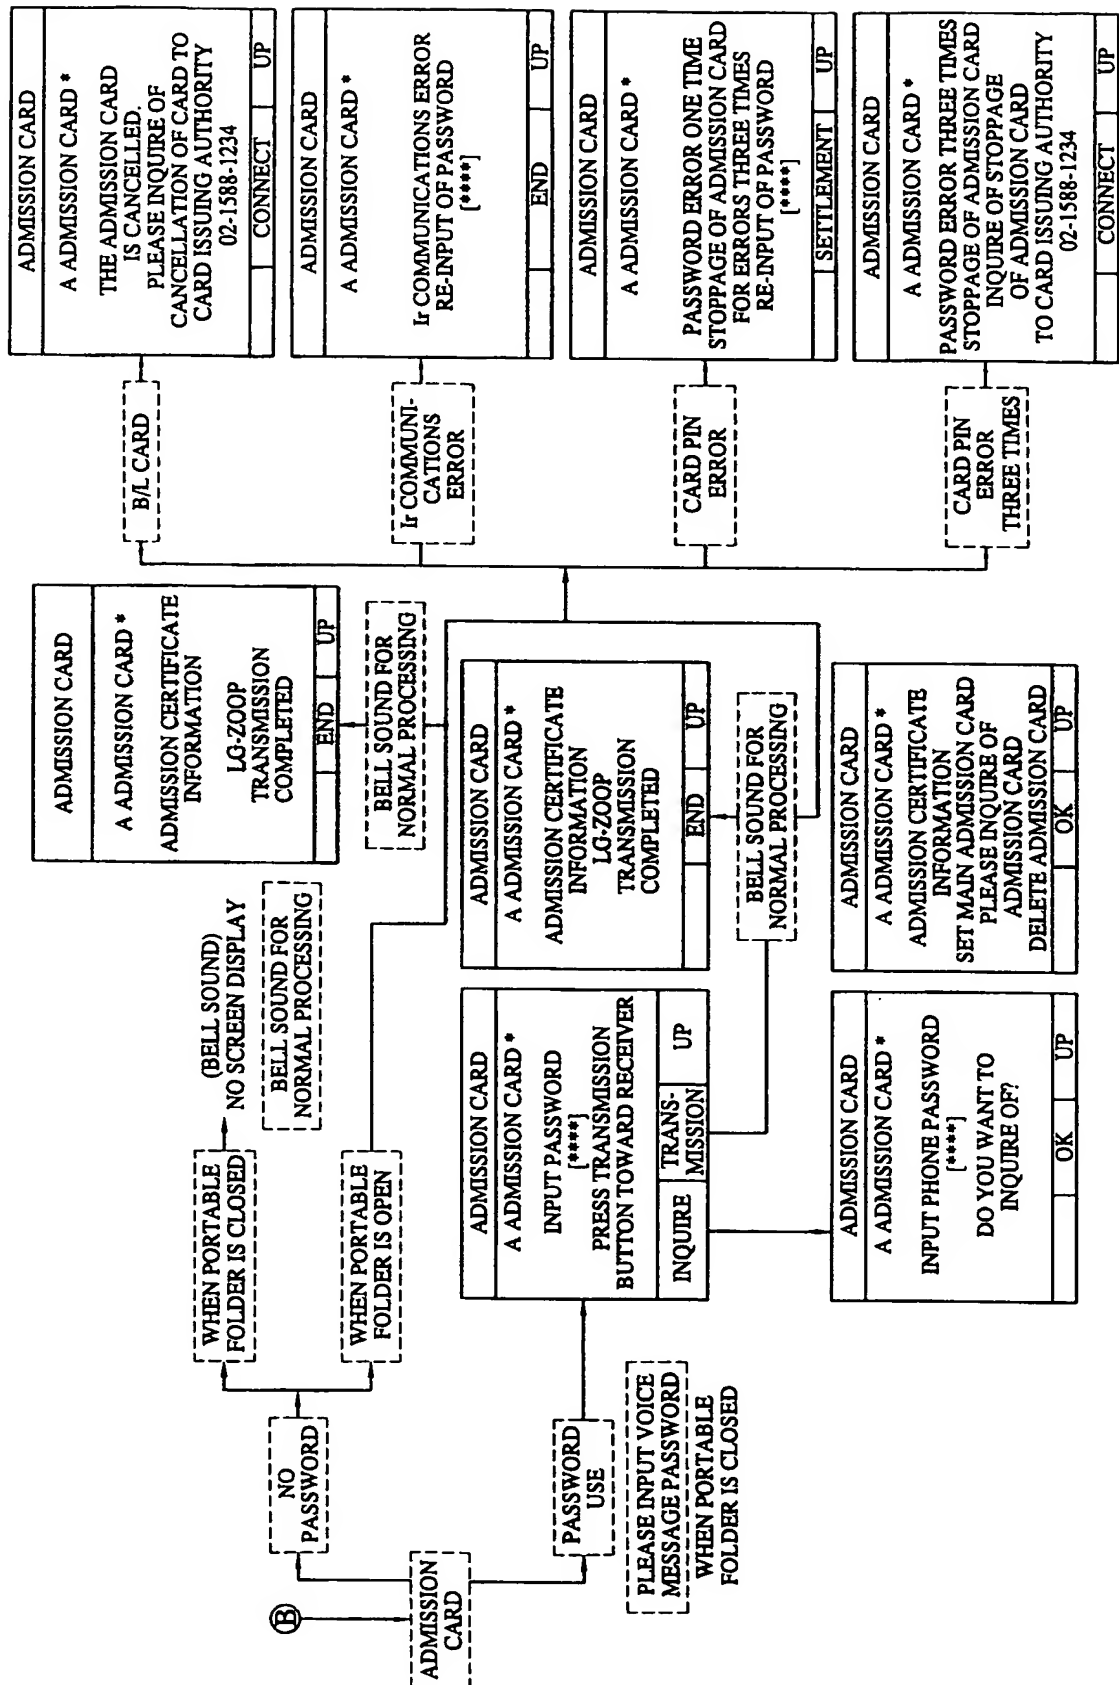 B
ADMISSION
CARD
NO
PASSWORD
WHEN PORTABLE
FOLDER IS CLOSED
(BELL SOUND)
NO SCREEN DISPLAY
BELL SOUND FOR
NORMAL PROCESSING
WHEN PORTABLE
FOLDER IS OPEN
BELL SOUND FOR
NORMAL PROCESSING
ADMISSION CARD
A ADMISSION CARD *
ADMISSION CERTIFICATE
INFORMATION
LG-ZOOP
TRANSMISSION
COMPLETED
END UP
PASSWORD
USE
PLEASE INPUT VOICE
MESSAGE PASSWORD
WHEN PORTABLE
FOLDER IS CLOSED
ADMISSION CARD
A ADMISSION CARD *
INPUT PASSWORD
[****]
PRESS TRANSMISSION
BUTTON TOWARD RECEIVER
INQUIRE TRANS- UP
MISSION
BELL SOUND FOR
NORMAL PROCESSING
ADMISSION CARD
A ADMISSION CARD *
ADMISSION CERTIFICATE
INFORMATION
LG-ZOOP
TRANSMISSION
COMPLETED
END UP
ADMISSION CARD
A ADMISSION CARD *
INPUT PHONE PASSWORD
[****]
DO YOU WANT TO
INQUIRE OF?
OK UP
ADMISSION CARD
A ADMISSION CARD *
ADMISSION CERTIFICATE
INFORMATION
SET MAIN ADMISSION CARD
PLEASE INQUIRE OF
ADMISSION CARD
DELETE ADMISSION CARD
OK UP
B/L CARD
ADMISSION CARD
A ADMISSION CARD *
THE ADMISSION CARD
IS CANCELLED.
PLEASE INQUIRE OF
CANCELLATION OF CARD TO
CARD ISSUING AUTHORITY
02-1588-1234
CONNECT UP
Ir COMMUNI-
CATIONS
ERROR
ADMISSION CARD
A ADMISSION CARD *
Ir COMMUNICATIONS ERROR
RE-INPUT OF PASSWORD
[****]
END UP
CARD PIN
ERROR
ADMISSION CARD
A ADMISSION CARD *
PASSWORD ERROR ONE TIME
STOPPAGE OF ADMISSION CARD
FOR ERRORS THREE TIMES
RE-INPUT OF PASSWORD
[****]
SETTLEMENT UP
CARD PIN
ERROR
THREE TIMES
ADMISSION CARD
A ADMISSION CARD *
PASSWORD ERROR THREE TIMES
STOPPAGE OF ADMISSION CARD
INQUIRE OF STOPPAGE
OF ADMISSION CARD
TO CARD ISSUING AUTHORITY
02-1588-1234
CONNECT UP